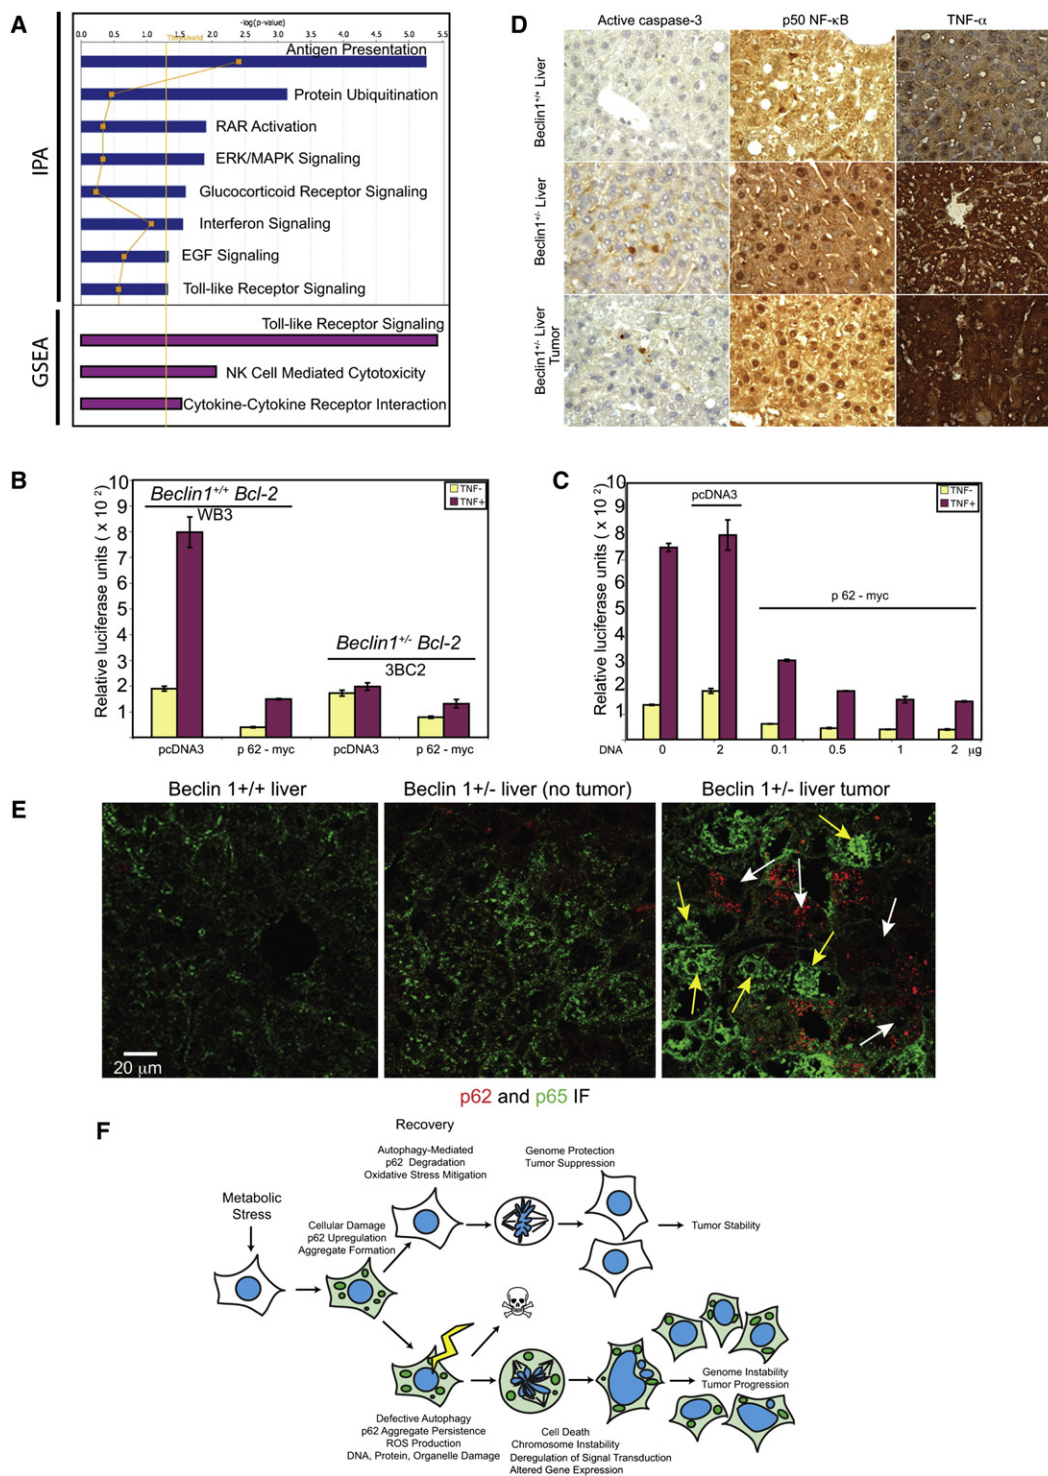 A
-log(p-value)
0.0 0.5 1.0 1.5 2.0 2.5 3.0 3.5 4.0 4.5 5.0 5.5
Threshold
IPA
Antigen Presentation
Protein Ubiquitination
RAR Activation
ERK/MAPK Signaling
Glucocorticoid Receptor Signaling
Interferon Signaling
EGF Signaling
Toll-like Receptor Signaling
GSEA
Toll-like Receptor Signaling
NK Cell Mediated Cytotoxicity
Cytokine-Cytokine Receptor Interaction
D
Active caspase-3
p50 NF-κB
TNF-α
Beclin1+/+ Liver
Beclin1+/- Liver
Beclin1+/- Liver
Tumor
B
Relative luciferase units ( x 10 2)
10
9
8
7
6
5
4
3
2
1
Beclin1+/+ Bcl-2
WB3
TNF-
TNF+
Beclin1+/- Bcl-2
3BC2
pcDNA3
p 62 - myc
pcDNA3
p 62 - myc
C
Relative luciferase units ( x 10 2)
10
9
8
7
6
5
4
3
2
1
pcDNA3
TNF-
TNF+
p 62 - myc
DNA 0 2 0.1 0.5 1 2 μg
E
Beclin 1+/+ liver
Beclin 1+/- liver (no tumor)
Beclin 1+/- liver tumor
20 μm
p62 and p65 IF
F
Recovery
Autophagy-Mediated
p62 Degradation
Oxidative Stress Mitigation
Genome Protection
Tumor Suppression
Metabolic
Stress
Cellular Damage
p62 Upregulation
Aggregate Formation
Tumor Stability
Genome Instability
Tumor Progression
Defective Autophagy
p62 Aggregate Persistence
ROS Production
DNA, Protein, Organelle Damage
Cell Death
Chromosome Instability
Deregulation of Signal Transduction
Altered Gene Expression